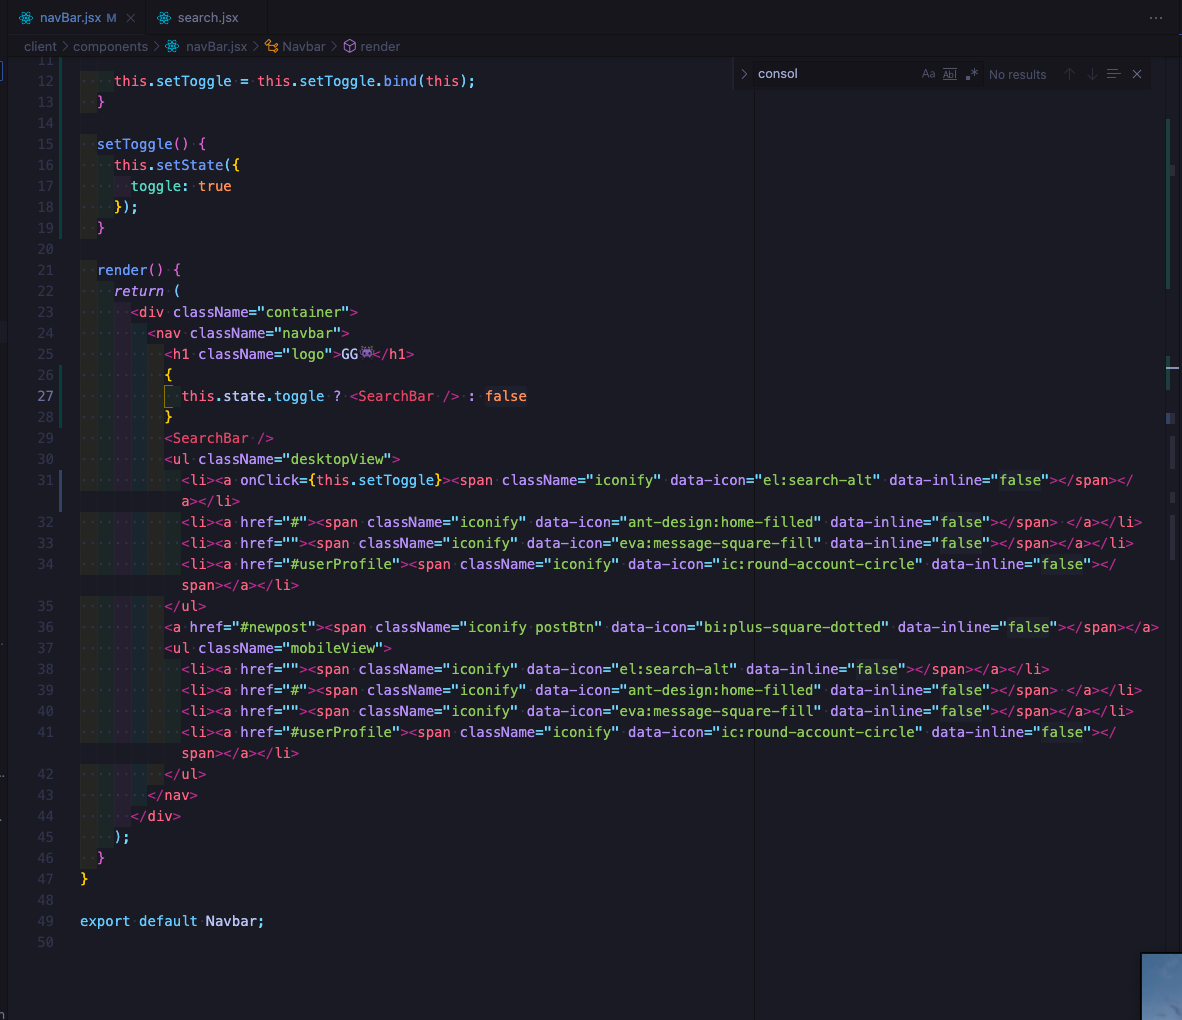 navBar.jsx M
search.jsx
client > components > navBar.jsx > Navbar > render
consol
Aa Ab .* No results
11
12 this.setToggle = this.setToggle.bind(this);
13 }
14
15 setToggle() {
16 this.setState({
17 toggle: true
18 });
19 }
20
21 render() {
22 return (
23 <div className="container">
24 <nav className="navbar">
25 <h1 className="logo">GG👾</h1>
26 {
27 this.state.toggle ? <SearchBar /> : false
28 }
29 <SearchBar />
30 <ul className="desktopView">
31 <li><a onClick={this.setToggle}><span className="iconify" data-icon="el:search-alt" data-inline="false"></span></
a></li>
32 <li><a href="#"><span className="iconify" data-icon="ant-design:home-filled" data-inline="false"></span> </a></li>
33 <li><a href=""><span className="iconify" data-icon="eva:message-square-fill" data-inline="false"></span></a></li>
34 <li><a href="#userProfile"><span className="iconify" data-icon="ic:round-account-circle" data-inline="false"></
span></a></li>
35 </ul>
36 <a href="#newpost"><span className="iconify postBtn" data-icon="bi:plus-square-dotted" data-inline="false"></span></a>
37 <ul className="mobileView">
38 <li><a href=""><span className="iconify" data-icon="el:search-alt" data-inline="false"></span></a></li>
39 <li><a href="#"><span className="iconify" data-icon="ant-design:home-filled" data-inline="false"></span> </a></li>
40 <li><a href=""><span className="iconify" data-icon="eva:message-square-fill" data-inline="false"></span></a></li>
41 <li><a href="#userProfile"><span className="iconify" data-icon="ic:round-account-circle" data-inline="false"></
span></a></li>
42 </ul>
43 </nav>
44 </div>
45 );
46 }
47 }
48
49 export default Navbar;
50